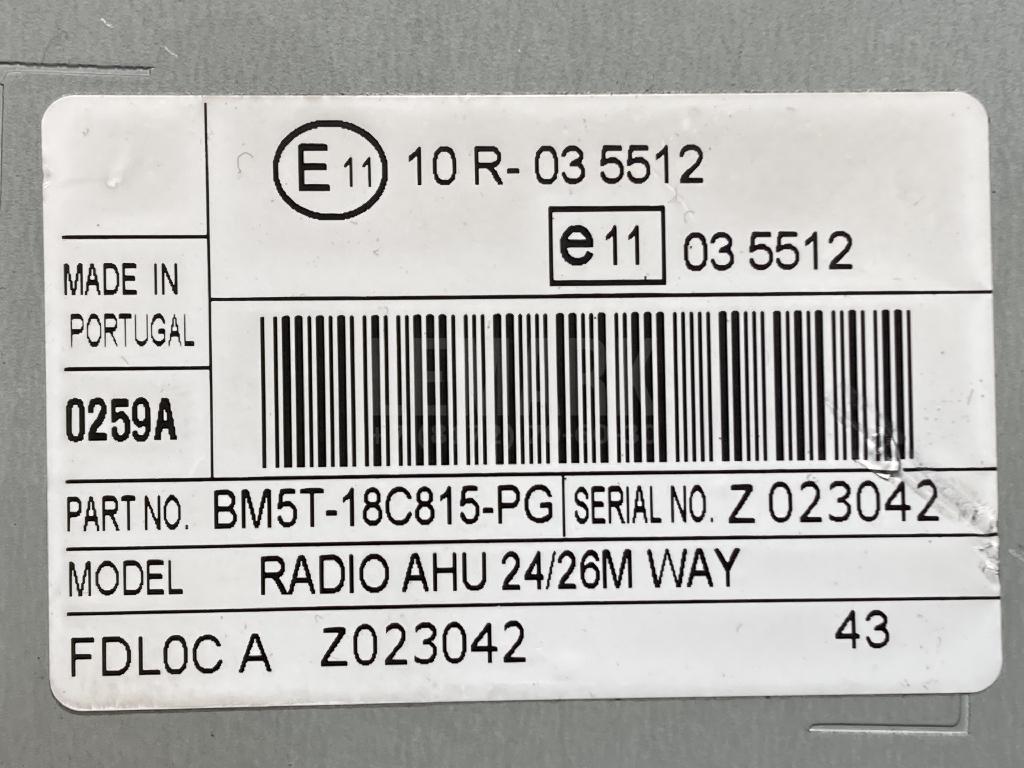 E 11 10 R- 03 5512
e 11 03 5512
MADE IN
PORTUGAL
0259A
PART NO. BM5T-18C815-PG SERIAL NO. Z 023042
MODEL RADIO AHU 24/26M WAY
FDLOC A Z023042 43